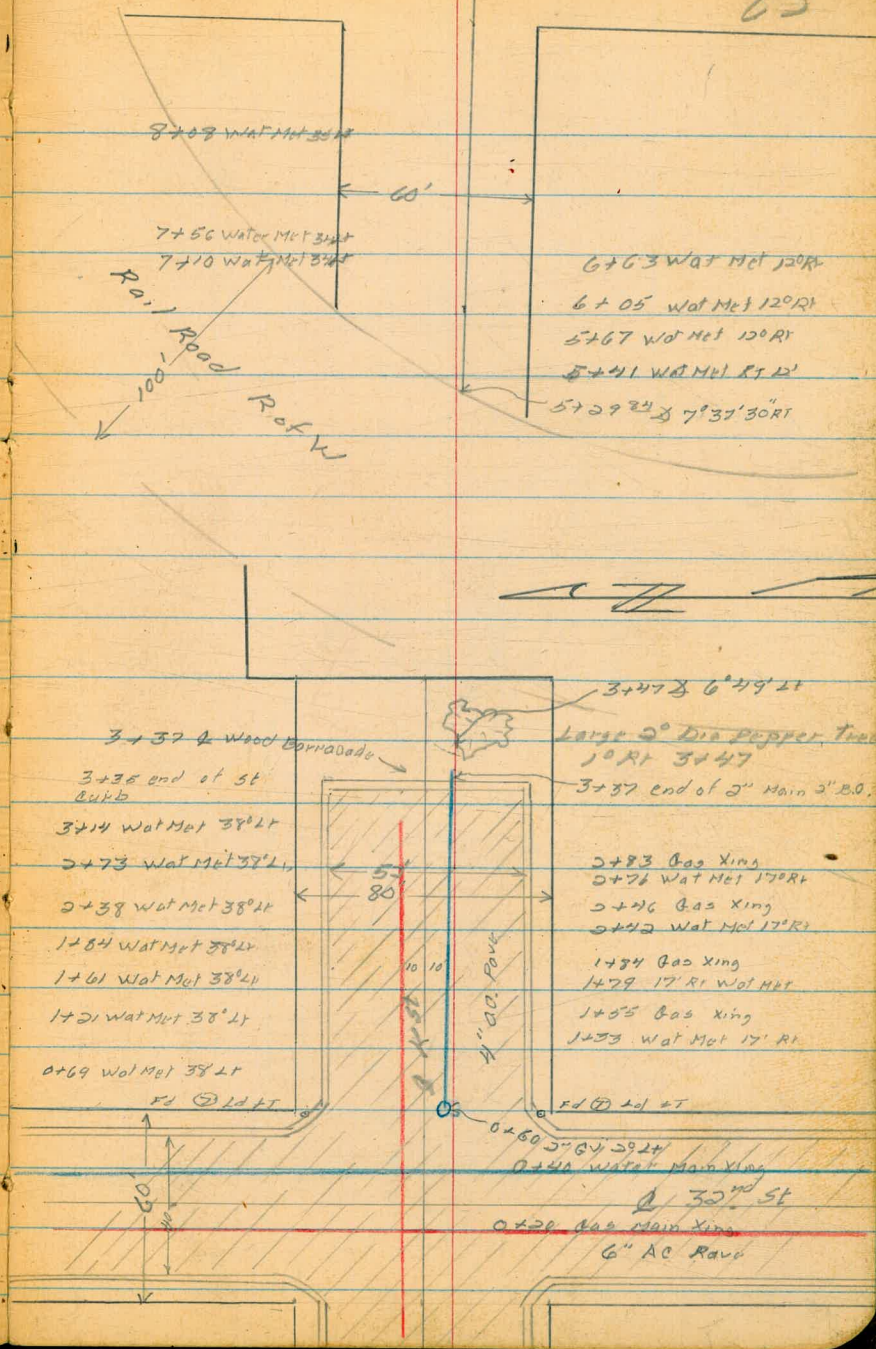 8+08 Wat Met
60'
7+56 Water Met 34 Lt
7+10 Wat Met 34 Lt
Rail Road R of W
100'
6+63 Wat Met 12° Rt
6+05 Wat Met 12° Rt
5+67 Wat Met 12° Rt
5+41 Wat Met RT 12'
5+29 84 ∆ 7°37'30" RT
3+47 ∆ 6°49' Lt
Large 2° Dia Pepper Tree
1° Rt 3+47
3+37 ₵ Wood Barracade
3+35 end of St
Curb
3+37 end of 2" Main 2" B.O.
3+14 Wat Met 38° Lt
2+73 Wat Met 38° Lt
2+38 Wat Met 38° Lt
1+84 Wat Met 38° Lt
1+61 Wat Met 38° Lt
1+21 Wat Met 38° Lt
0+69 Wat Met 38 Lt
80
10 10
K St
4" AC. Pave
2+83 Gas Xing
2+76 Wat Met 17° Rt
2+46 Gas Xing
2+42 Wat Met 17° Rt
1+84 Gas Xing
1+79 17' Rt Wat Met
1+55 Gas Xing
1+53 Wat Met 17' Rt
Fd T Ld &T
Fd T Ld &T
0+60 2" GV 2° Lt
0+40 Water Main Xing
₵ 32nd St
0+20 Gas Main Xing
6" AC Pave
60'
40